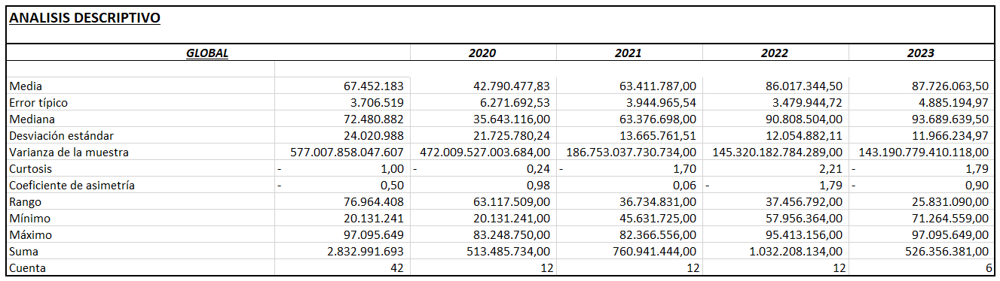 ANALISIS DESCRIPTIVO
GLOBAL 2020 2021 2022 2023
Media 67.452.183 42.790.477,83 63.411.787,00 86.017.344,50 87.726.063,50
Error típico 3.706.519 6.271.692,53 3.944.965,54 3.479.944,72 4.885.194,97
Mediana 72.480.882 35.643.116,00 63.376.698,00 90.808.504,00 93.689.639,50
Desviación estándar 24.020.988 21.725.780,24 13.665.761,51 12.054.882,11 11.966.234,97
Varianza de la muestra 577.007.858.047.607 472.009.527.003.684,00 186.753.037.730.734,00 145.320.182.784.289,00 143.190.779.410.118,00
Curtosis - 1,00 - 0,24 - 1,70 2,21 - 1,79
Coeficiente de asimetría - 0,50 0,98 0,06 - 1,79 - 0,90
Rango 76.964.408 63.117.509,00 36.734.831,00 37.456.792,00 25.831.090,00
Mínimo 20.131.241 20.131.241,00 45.631.725,00 57.956.364,00 71.264.559,00
Máximo 97.095.649 83.248.750,00 82.366.556,00 95.413.156,00 97.095.649,00
Suma 2.832.991.693 513.485.734,00 760.941.444,00 1.032.208.134,00 526.356.381,00
Cuenta 42 12 12 12 6